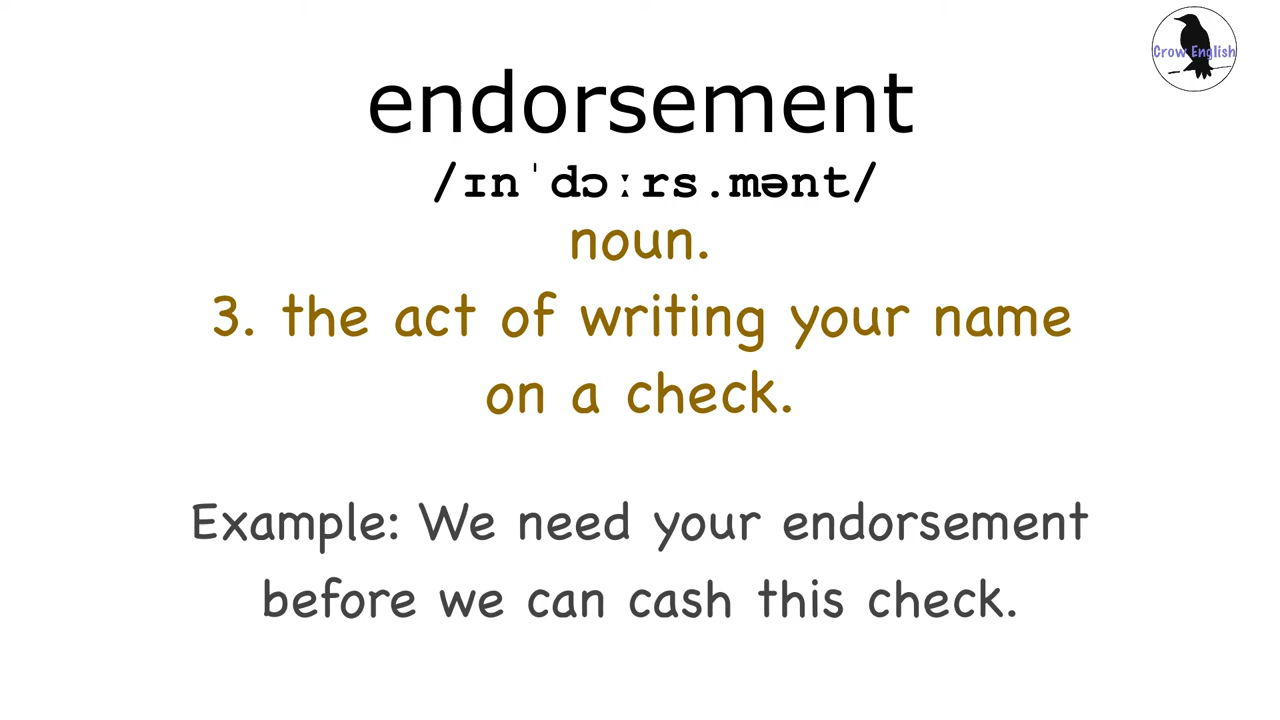 Crow English
endorsement
/ɪnˈdɔːrs.mənt/
noun.
3. the act of writing your name
on a check.
Example: We need your endorsement
before we can cash this check.